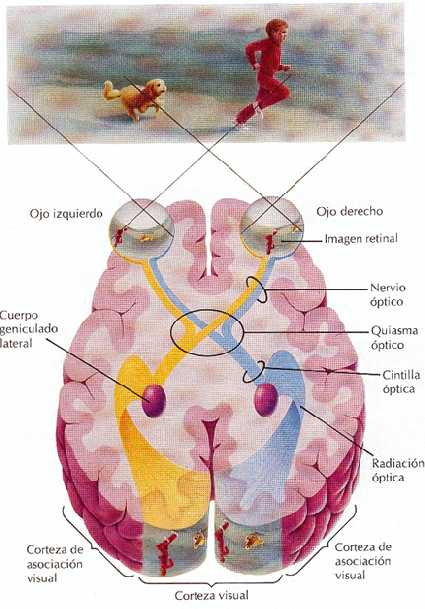 Ojo izquierdo
Ojo derecho
Imagen retinal
Nervio
óptico
Cuerpo
geniculado
lateral
Quiasma
óptico
Cintilla
óptica
Radiación
óptica
Corteza de
asociación
visual
Corteza de
asociación
visual
Corteza visual